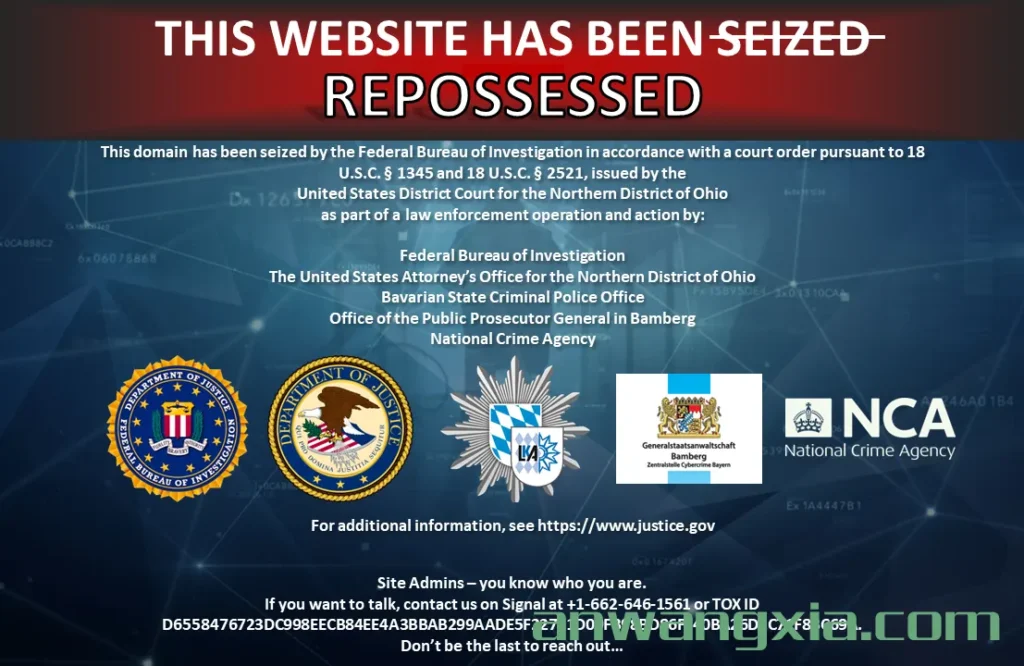 THIS WEBSITE HAS BEEN SEIZED
REPOSSESSED
This domain has been seized by the Federal Bureau of Investigation in accordance with a court order pursuant to 18
U.S.C. § 1345 and 18 U.S.C. § 2521, issued by the
United States District Court for the Northern District of Ohio
as part of a law enforcement operation and action by:
Federal Bureau of Investigation
The United States Attorney's Office for the Northern District of Ohio
Bavarian State Criminal Police Office
Office of the Public Prosecutor General in Bamberg
National Crime Agency
DEPARTMENT OF JUSTICE
FEDERAL BUREAU OF INVESTIGATION
DEPARTMENT OF JUSTICE
QUI PRO DOMINA JUSTITIA SEQUITUR
LKA
Generalstaatsanwaltschaft
Bamberg
Zentralstelle Cybercrime Bayern
NCA
National Crime Agency
For additional information, see https://www.justice.gov
Site Admins – you know who you are.
If you want to talk, contact us on Signal at +1-662-646-1561 or TOX ID
Don't be the last to reach out...
anwangxia.com